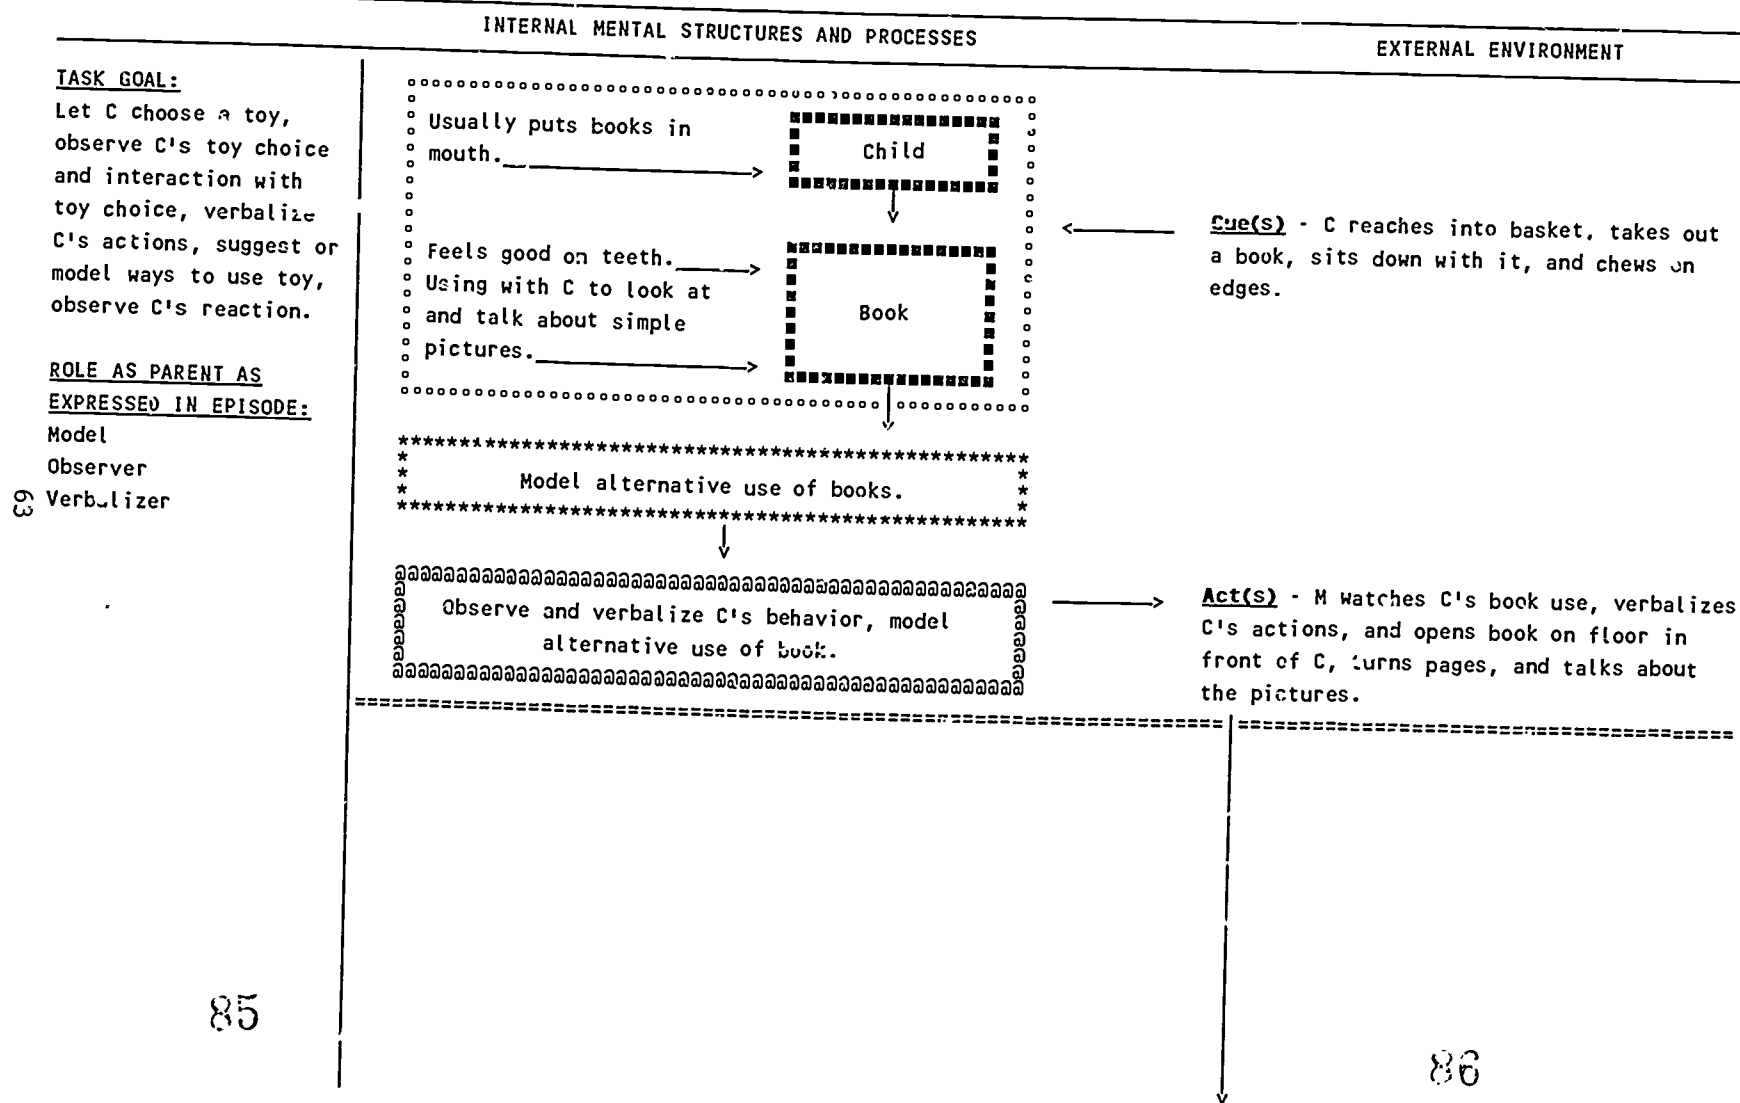 INTERNAL MENTAL STRUCTURES AND PROCESSES
EXTERNAL ENVIRONMENT
TASK GOAL:
Let C choose a toy,
observe C's toy choice
and interaction with
toy choice, verbalize
C's actions, suggest or
model ways to use toy,
observe C's reaction.
ROLE AS PARENT AS
EXPRESSED IN EPISODE:
Model
Observer
Verbalizer
63
Usually puts books in
mouth.
Child
Feels good on teeth.
Using with C to look at
and talk about simple
pictures.
Book
Model alternative use of books.
Observe and verbalize C's behavior, model
alternative use of book.
Cue(s) - C reaches into basket, takes out
a book, sits down with it, and chews on
edges.
Act(s) - M watches C's book use, verbalizes
C's actions, and opens book on floor in
front of C, turns pages, and talks about
the pictures.
85
86